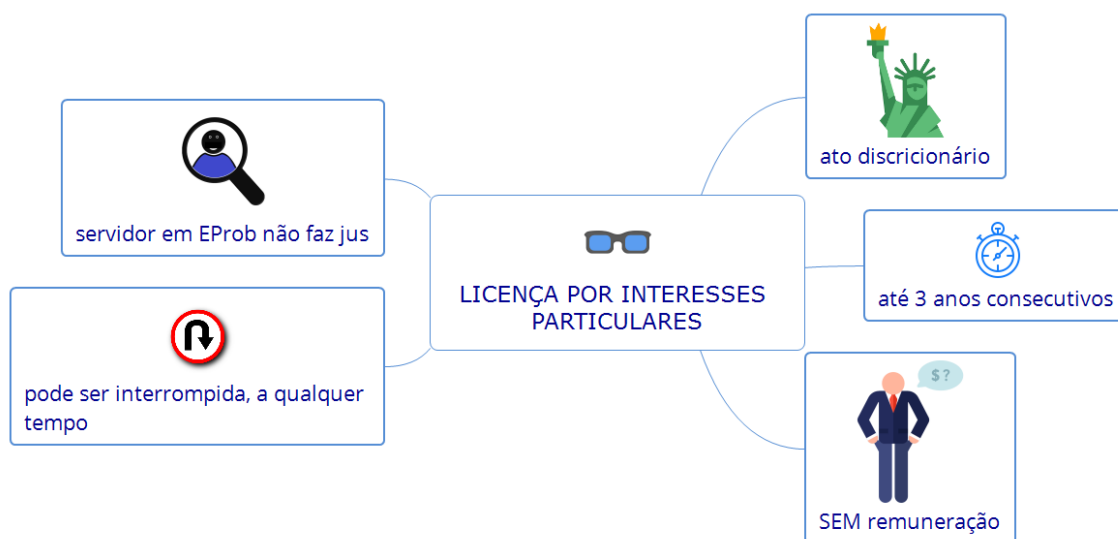 LICENÇA POR INTERESSES
PARTICULARES
ato discricionário
até 3 anos consecutivos
$ ?
SEM remuneração
servidor em EProb não faz jus
pode ser interrompida, a qualquer
tempo